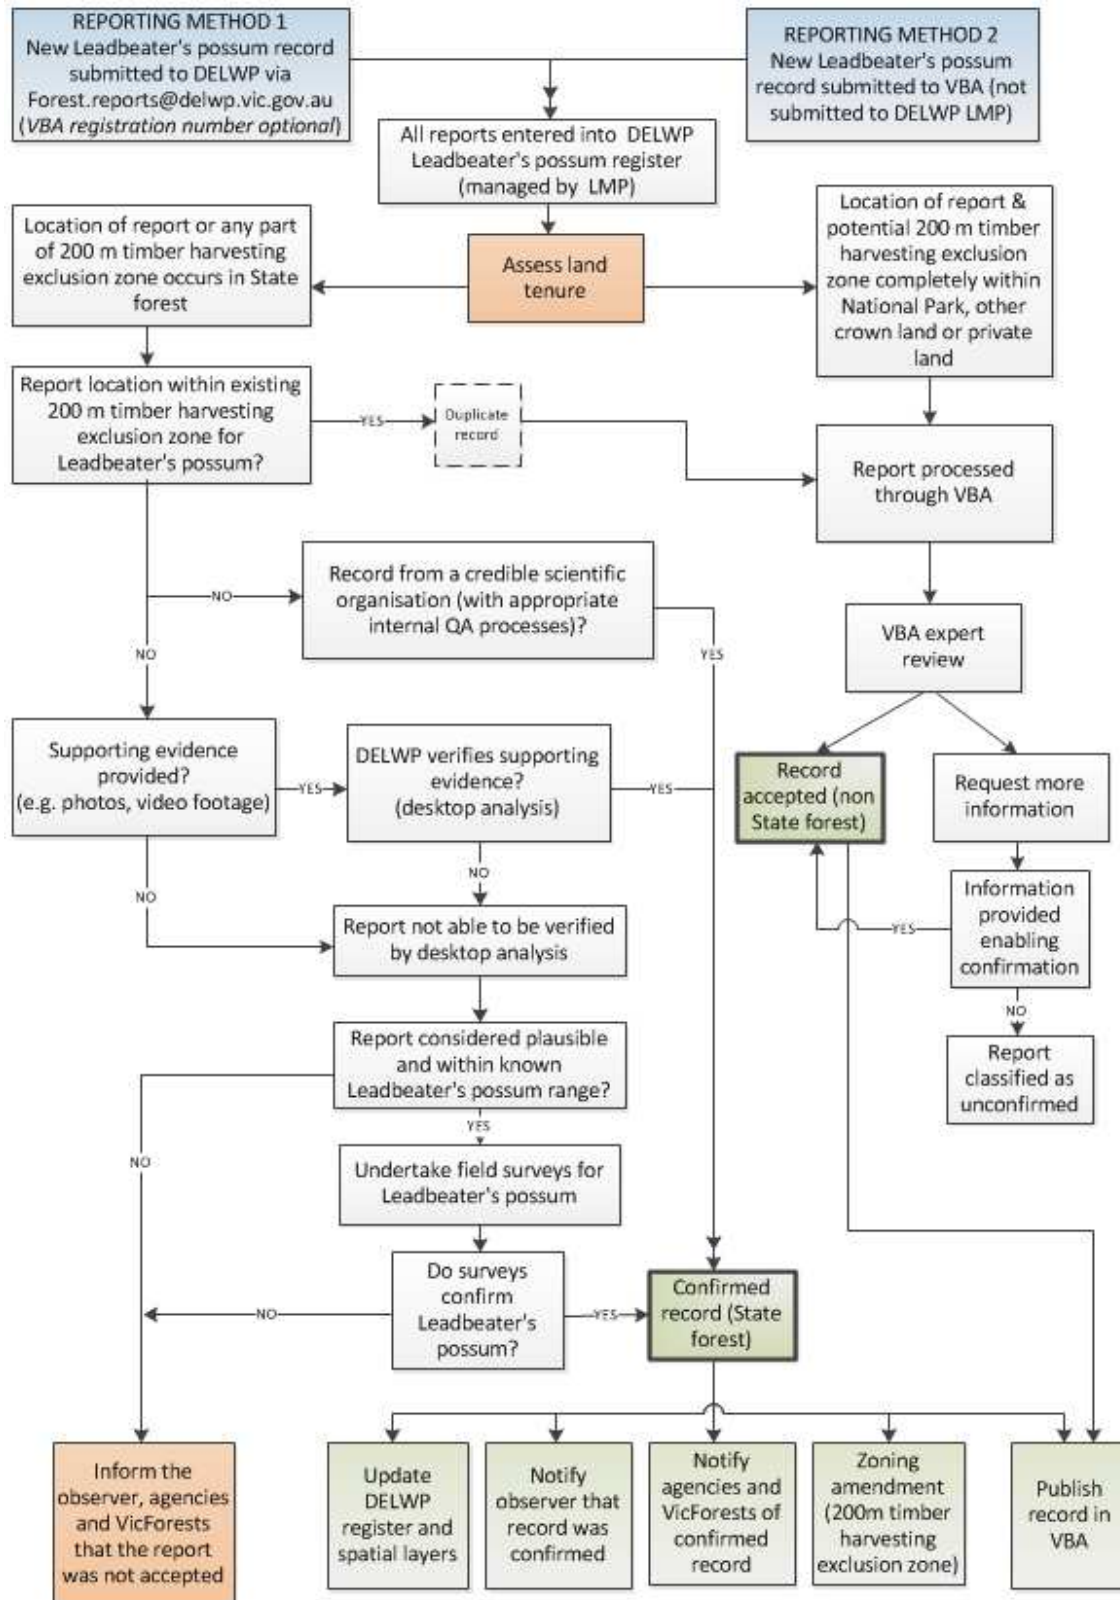 REPORTING METHOD 1
New Leadbeater's possum record
submitted to DELWP via
Forest.reports@delwp.vic.gov.au
(VBA registration number optional)
REPORTING METHOD 2
New Leadbeater's possum
record submitted to VBA (not
submitted to DELWP LMP)
All reports entered into DELWP
Leadbeater's possum register
(managed by LMP)
Location of report or any part
of 200 m timber harvesting
exclusion zone occurs in State
forest
Assess land
tenure
Location of report &
potential 200 m timber
harvesting exclusion
zone completely within
National Park, other
crown land or private
land
Report location within existing
200 m timber harvesting
exclusion zone for
Leadbeater's possum?
YES
Duplicate
record
Report processed
through VBA
NO
Record from a credible scientific
organisation (with appropriate
internal QA processes)?
YES
NO
VBA expert
review
Supporting evidence
provided?
(e.g. photos, video footage)
YES
DELWP verifies supporting
evidence?
(desktop analysis)
YES
Record
accepted (non
State forest)
Request more
information
NO
NO
Report not able to be verified
by desktop analysis
Information
provided
enabling
confirmation
YES
NO
Report
classified as
unconfirmed
Report considered plausible
and within known
Leadbeater's possum range?
YES
NO
Undertake field surveys for
Leadbeater's possum
Do surveys
confirm
Leadbeater's
possum?
NO
YES
Confirmed
record (State
forest)
Inform the
observer, agencies
and VicForests
that the report
was not accepted
Update
DELWP
register and
spatial layers
Notify
observer that
record was
confirmed
Notify
agencies and
VicForests of
confirmed
record
Zoning
amendment
(200m timber
harvesting
exclusion zone)
Publish
record in
VBA